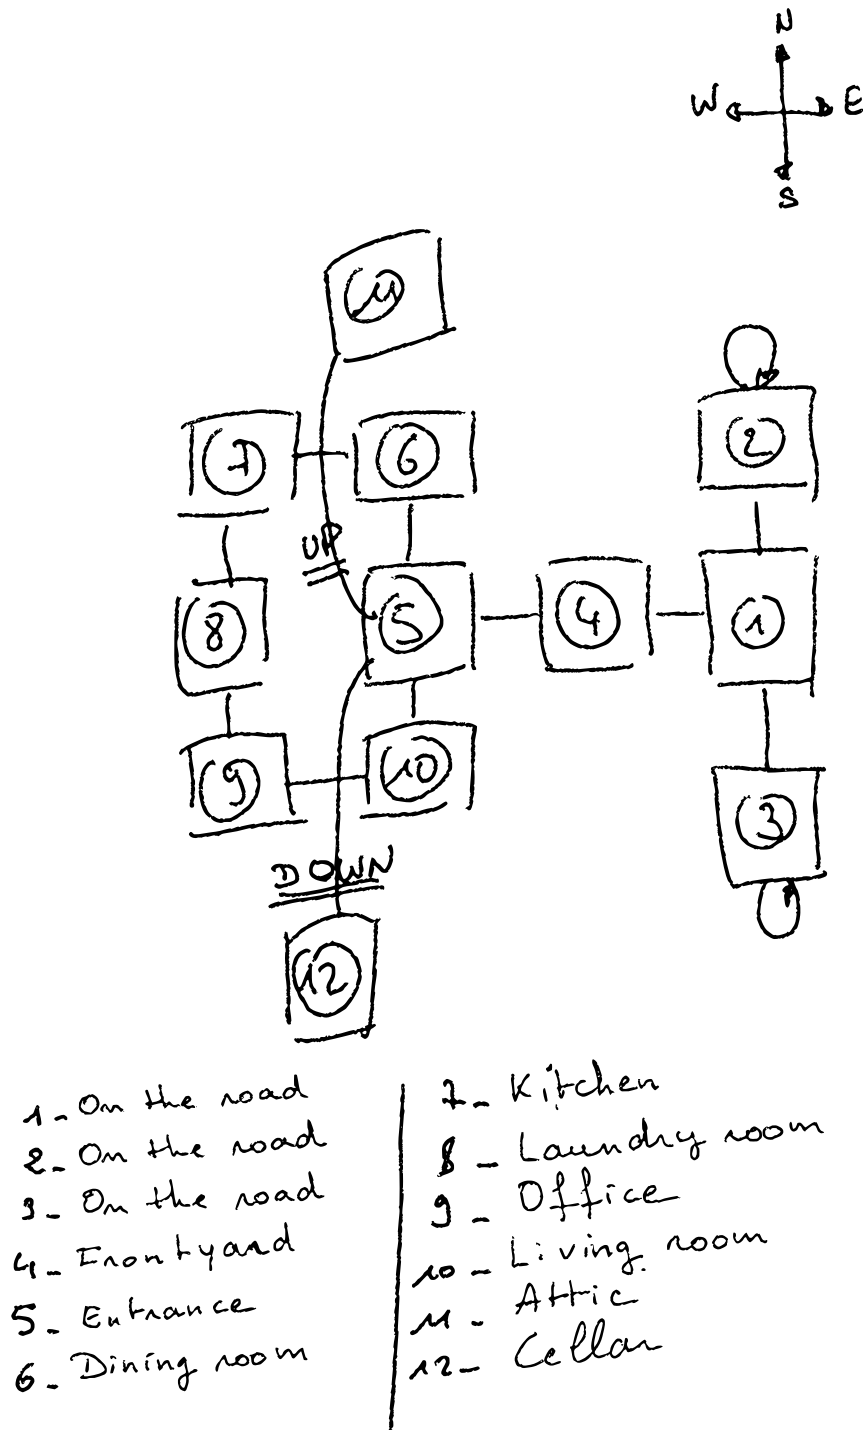 N
W E
S
11
2
7 6
UP
8 5 4 1
9 10
3
DOWN
12
1- On the road
2- On the road
3- On the road
4- Frontyard
5- Entrance
6- Dining room
7- Kitchen
8- Laundry room
9- Office
10- Living room
11- Attic
12- Cellar